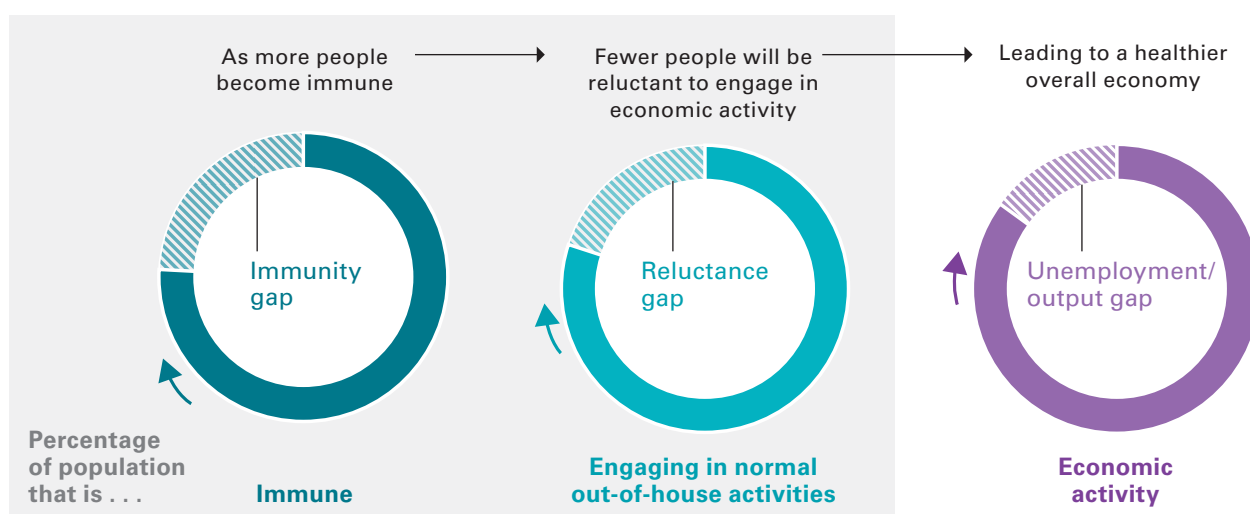 As more people
become immune
Fewer people will be
reluctant to engage in
economic activity
Leading to a healthier
overall economy
Immunity
gap
Reluctance
gap
Unemployment/
output gap
Percentage
of population
that is . . .
Immune
Engaging in normal
out-of-house activities
Economic
activity